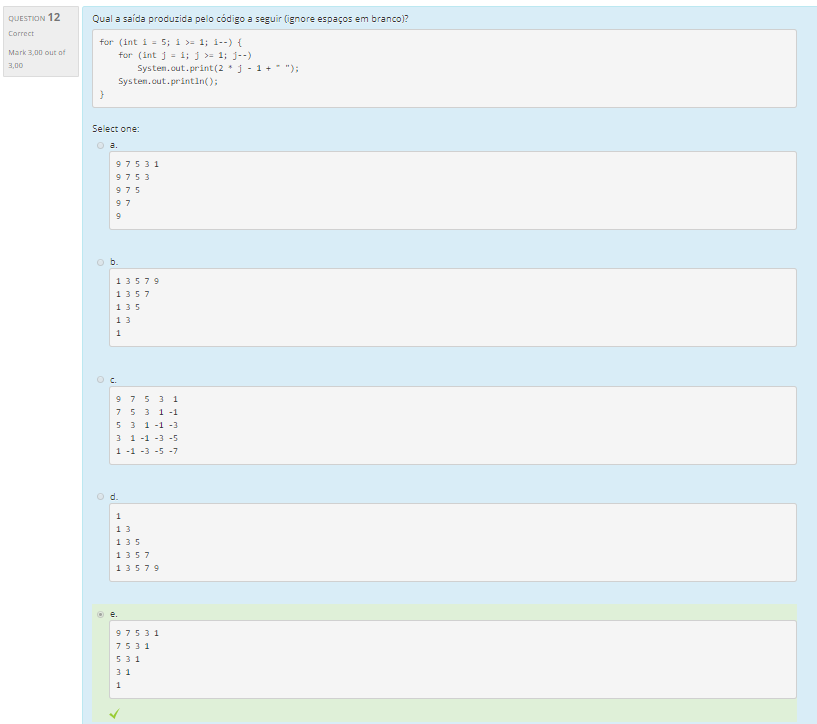 QUESTION 12
Correct
Mark 3,00 out of
3,00
Qual a saída produzida pelo código a seguir (ignore espaços em branco)?
for (int i = 5; i >= 1; i--) {
    for (int j = i; j >= 1; j--)
        System.out.print(2 * j - 1 + " ");
    System.out.println();
}
Select one:
a.
9 7 5 3 1
9 7 5 3
9 7 5
9 7
9
b.
1 3 5 7 9
1 3 5 7
1 3 5
1 3
1
c.
9  7  5  3  1
7  5  3  1 -1
5  3  1 -1 -3
3  1 -1 -3 -5
1 -1 -3 -5 -7
d.
1
1 3
1 3 5
1 3 5 7
1 3 5 7 9
e.
9 7 5 3 1
7 5 3 1
5 3 1
3 1
1